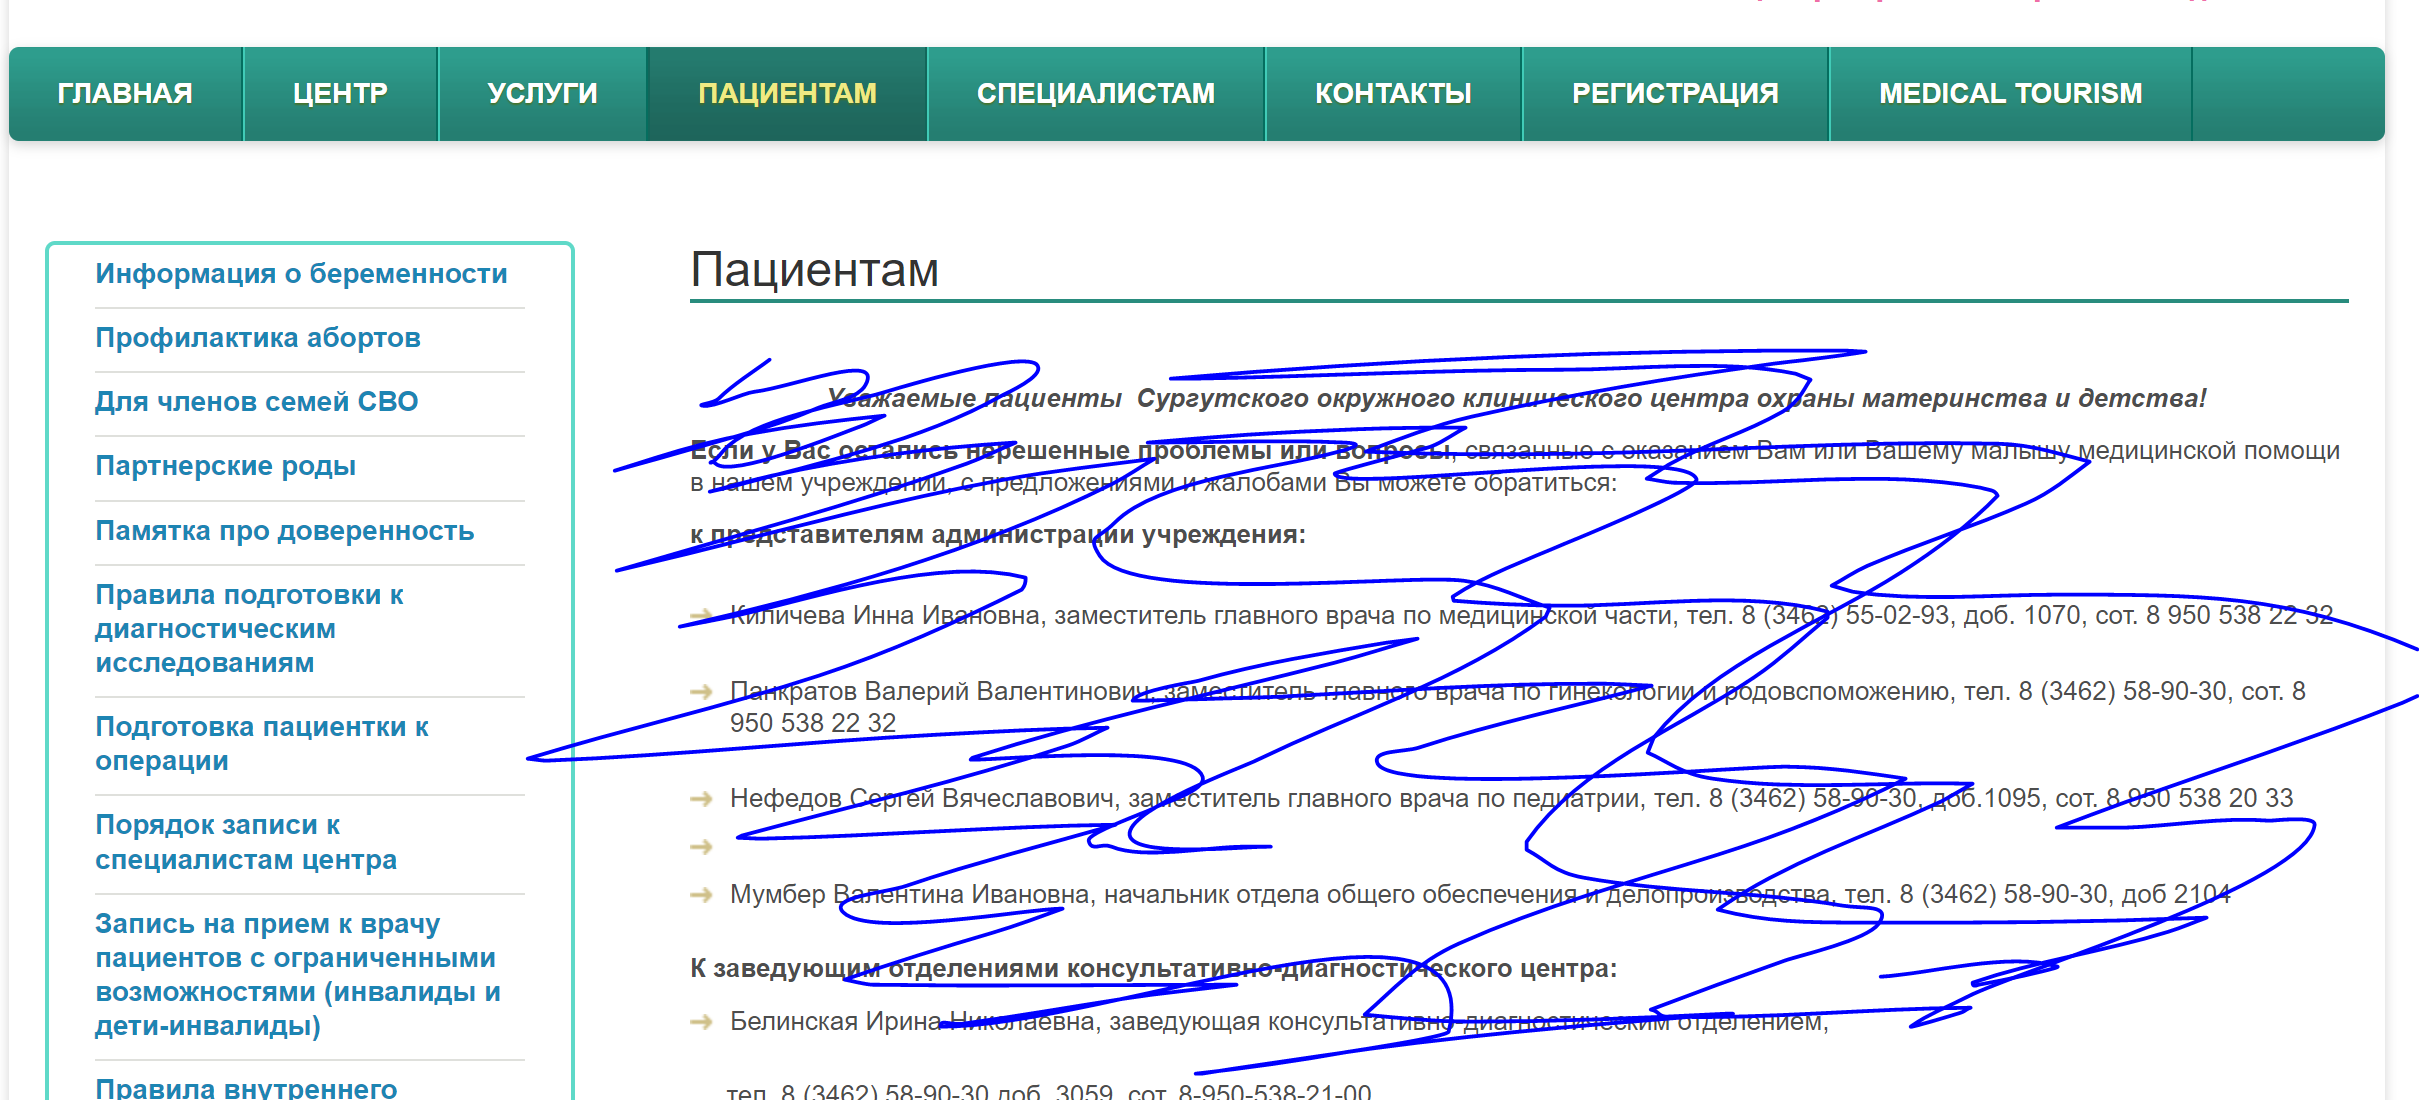 ГЛАВНАЯ ЦЕНТР УСЛУГИ ПАЦИЕНТАМ СПЕЦИАЛИСТАМ КОНТАКТЫ РЕГИСТРАЦИЯ MEDICAL TOURISM
Информация о беременности
Профилактика абортов
Для членов семей СВО
Партнерские роды
Памятка про доверенность
Правила подготовки к
диагностическим
исследованиям
Подготовка пациентки к
операции
Порядок записи к
специалистам центра
Запись на прием к врачу
пациентов с ограниченными
возможностями (инвалиды и
дети-инвалиды)
Правила внутреннего
Пациентам
Уважаемые пациенты Сургутского окружного клинического центра охраны материнства и детства!
Если у Вас остались нерешенные проблемы или вопросы, связанные с оказанием Вам или Вашему малышу медицинской помощи
в нашем учреждении, с предложениями и жалобами Вы можете обратиться:
к представителям администрации учреждения:
Киличева Инна Ивановна, заместитель главного врача по медицинской части, тел. 8 (3462) 55-02-93, доб. 1070, сот. 8 950 538 22 32
Панкратов Валерий Валентинович, заместитель главного врача по гинекологии и родовспоможению, тел. 8 (3462) 58-90-30, сот. 8
950 538 22 32
Нефедов Сергей Вячеславович, заместитель главного врача по педиатрии, тел. 8 (3462) 58-90-30, доб.1095, сот. 8 950 538 20 33
Мумбер Валентина Ивановна, начальник отдела общего обеспечения и делопроизводства, тел. 8 (3462) 58-90-30, доб 2104
К заведующим отделениями консультативно-диагностического центра:
Белинская Ирина Николаевна, заведующая консультативно-диагностическим отделением,
тел. 8 (3462) 58-90-30 доб. 3059, сот. 8-950-538-21-00